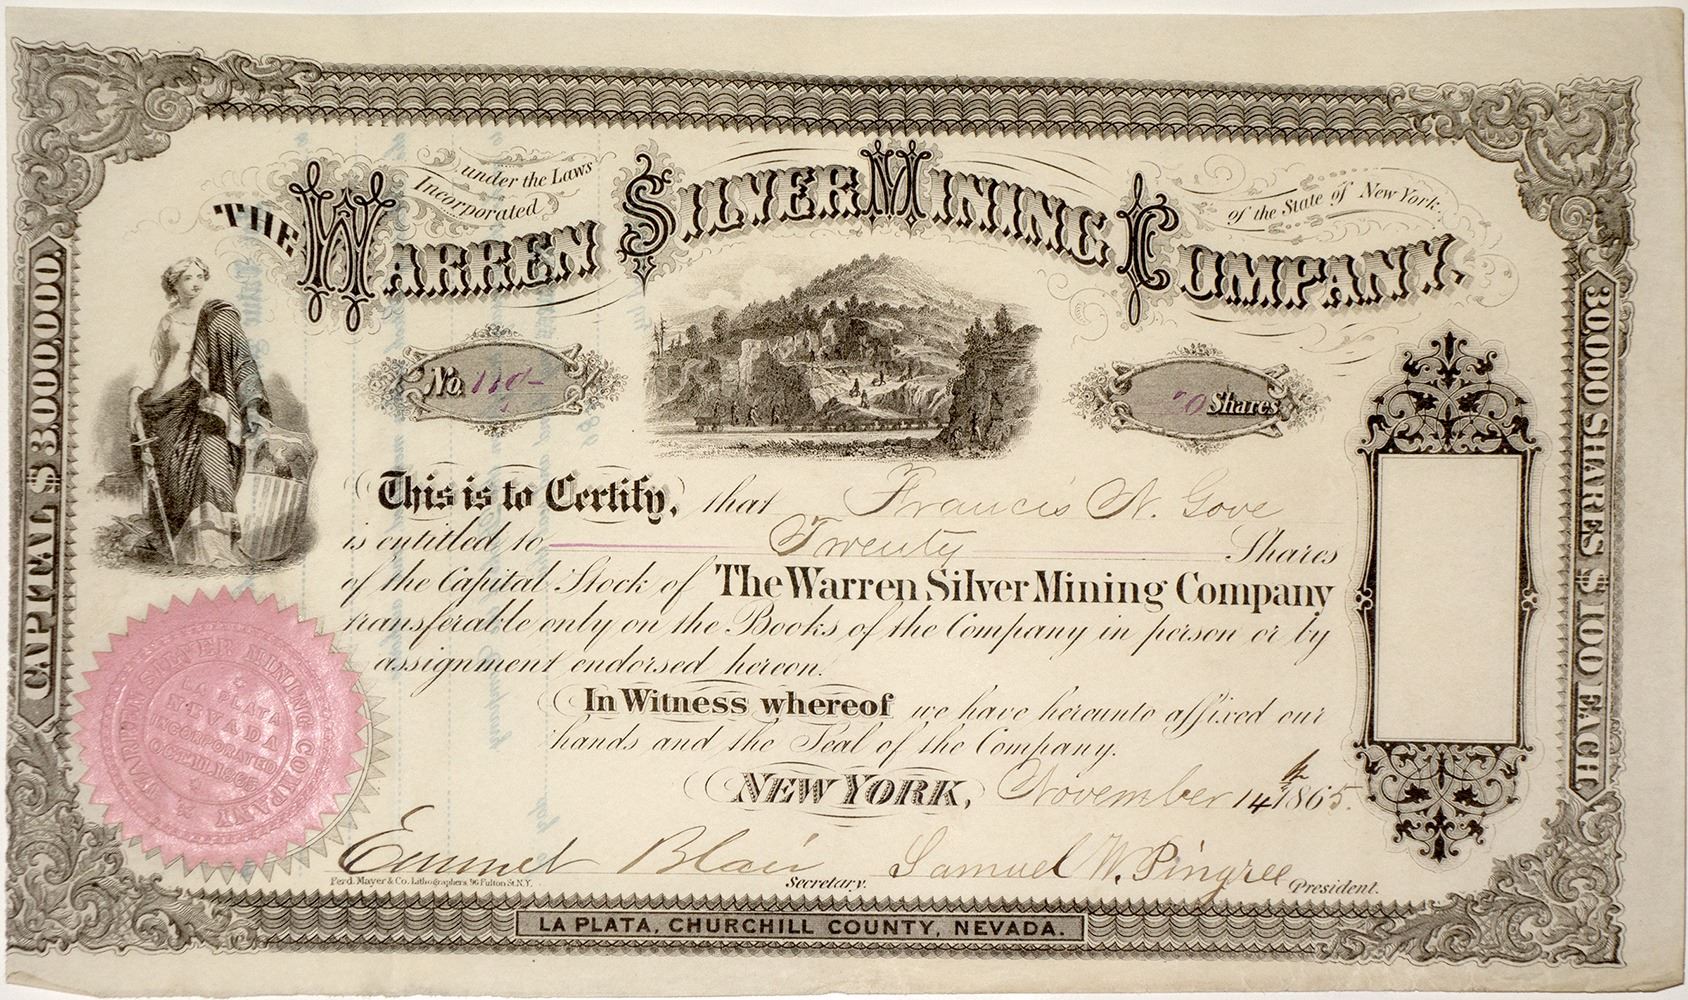 THE WARREN SILVER MINING COMPANY.
Incorporated under the Laws
of the State of New York.
CAPITAL $3.000.000.
30.000 SHARES $100 EACH.
No. 110
20 Shares
This is to Certify, that Francis N. Gove
is entitled to Twenty Shares
of the Capital Stock of The Warren Silver Mining Company
transferable only on the Books of the Company in person or by
assignment endorsed hereon.
In Witness whereof we have hereunto affixed our
hands and the Seal of the Company.
NEW YORK, November 14th 1865.
WARREN SILVER MINING COMPANY
LA PLATA
NEVADA
INCORPORATED
OCT. 11. 1865
Emmet Blair Secretary. Samuel W. Pingree President.
Ferd. Mayer & Co. Lithographers 96 Fulton St. N.Y.
LA PLATA, CHURCHILL COUNTY, NEVADA.